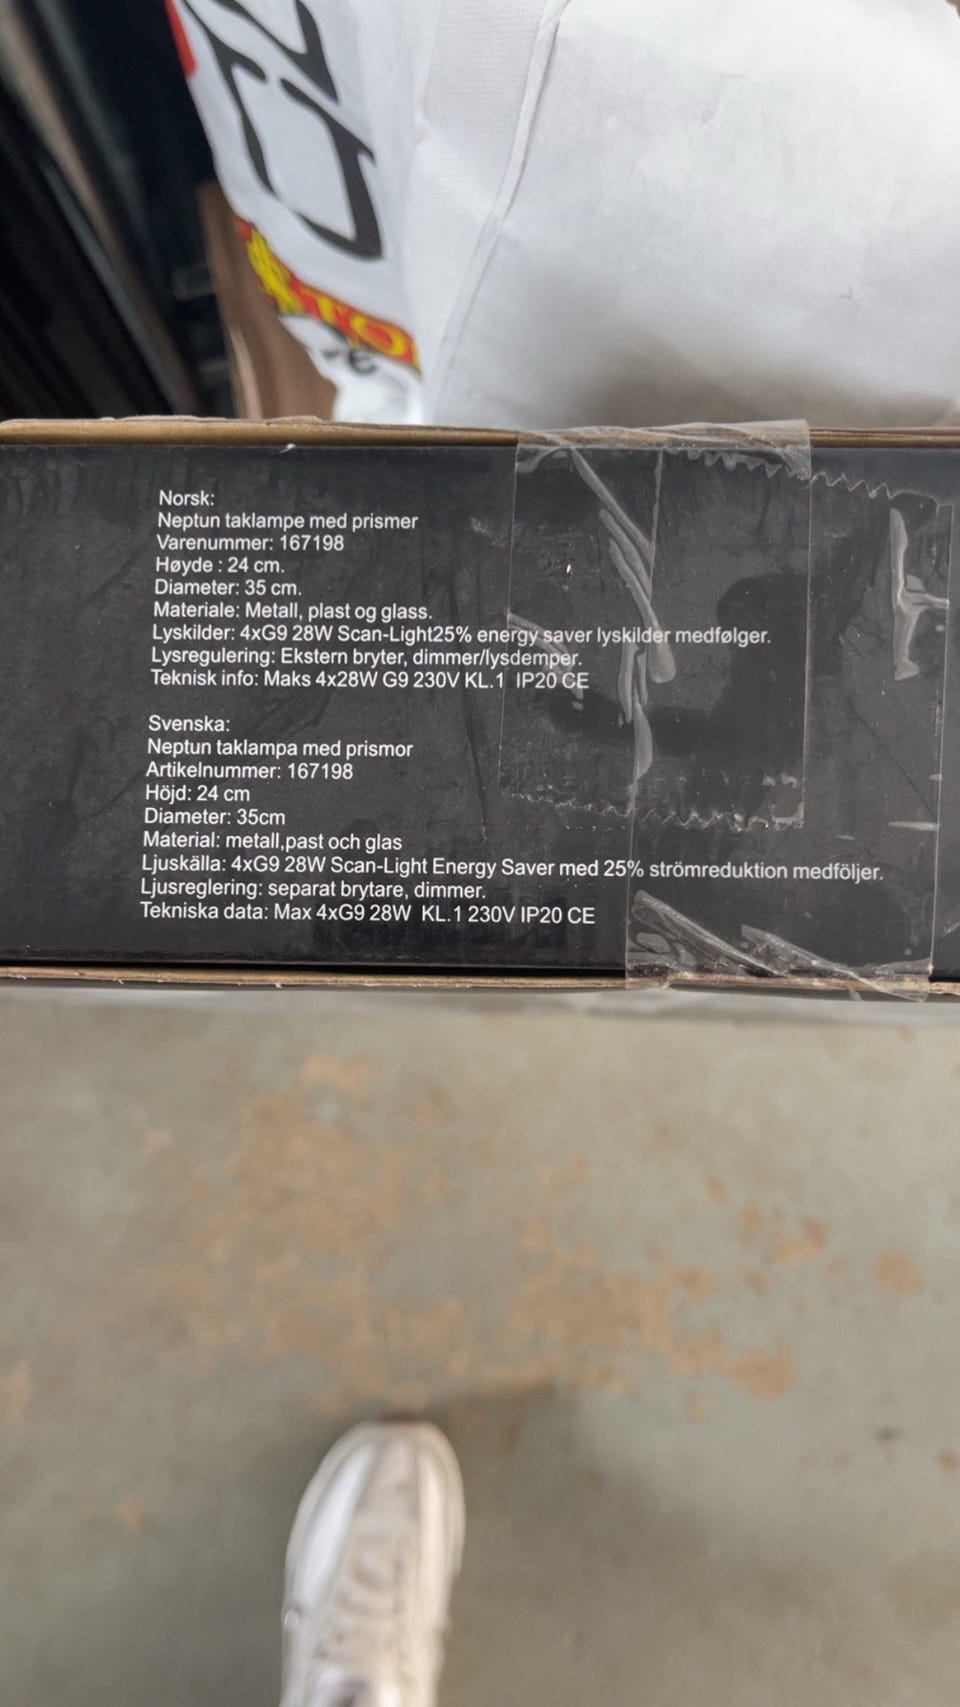 TO
Norsk:
Neptun taklampe med prismer
Varenummer: 167198
Høyde : 24 cm.
Diameter: 35 cm.
Materiale: Metall, plast og glass.
Lyskilder: 4xG9 28W Scan-Light25% energy saver lyskilder medfølger.
Lysregulering: Ekstern bryter, dimmer/lysdemper.
Teknisk info: Maks 4x28W G9 230V KL.1 IP20 CE
Svenska:
Neptun taklampa med prismor
Artikelnummer: 167198
Höjd: 24 cm
Diameter: 35cm
Material: metall,past och glas
Ljuskälla: 4xG9 28W Scan-Light Energy Saver med 25% strömreduktion medföljer.
Ljusreglering: separat brytare, dimmer.
Tekniska data: Max 4xG9 28W KL.1 230V IP20 CE